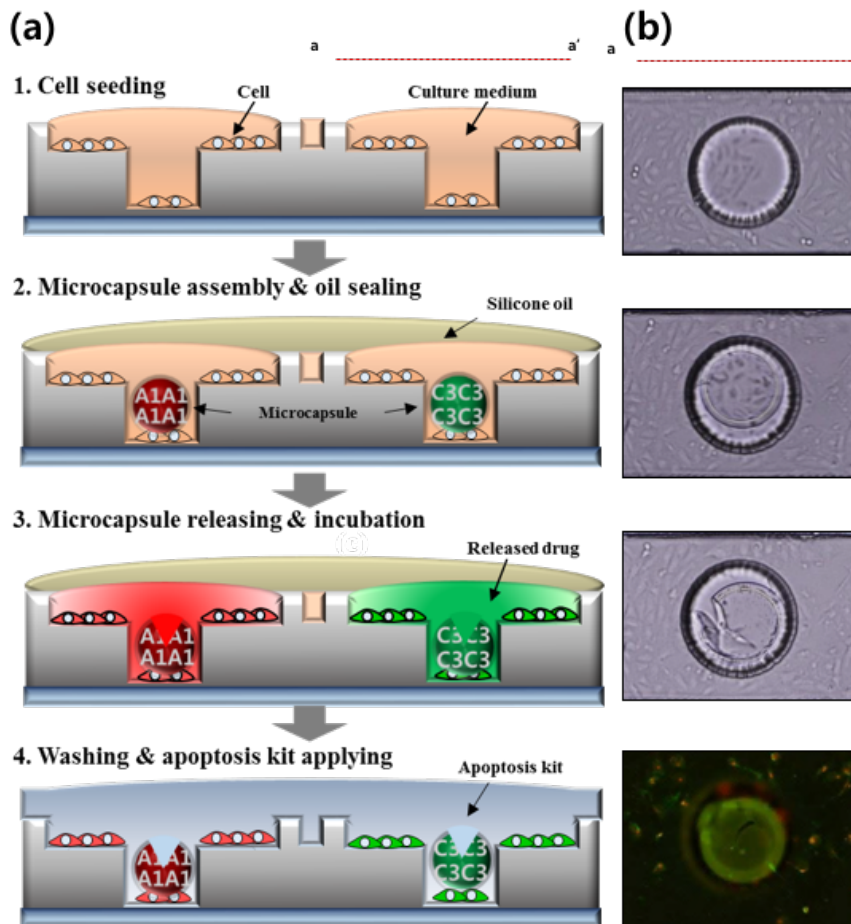 (a)
(b)
a
a'
a
1. Cell seeding
Cell
Culture medium
2. Microcapsule assembly & oil sealing
Silicone oil
A1A1
A1A1
C3C3
C3C3
Microcapsule
3. Microcapsule releasing & incubation
(c)
Released drug
A1A1
A1A1
C3C3
C3C3
4. Washing & apoptosis kit applying
Apoptosis kit
A1A1
A1A1
C3C3
C3C3